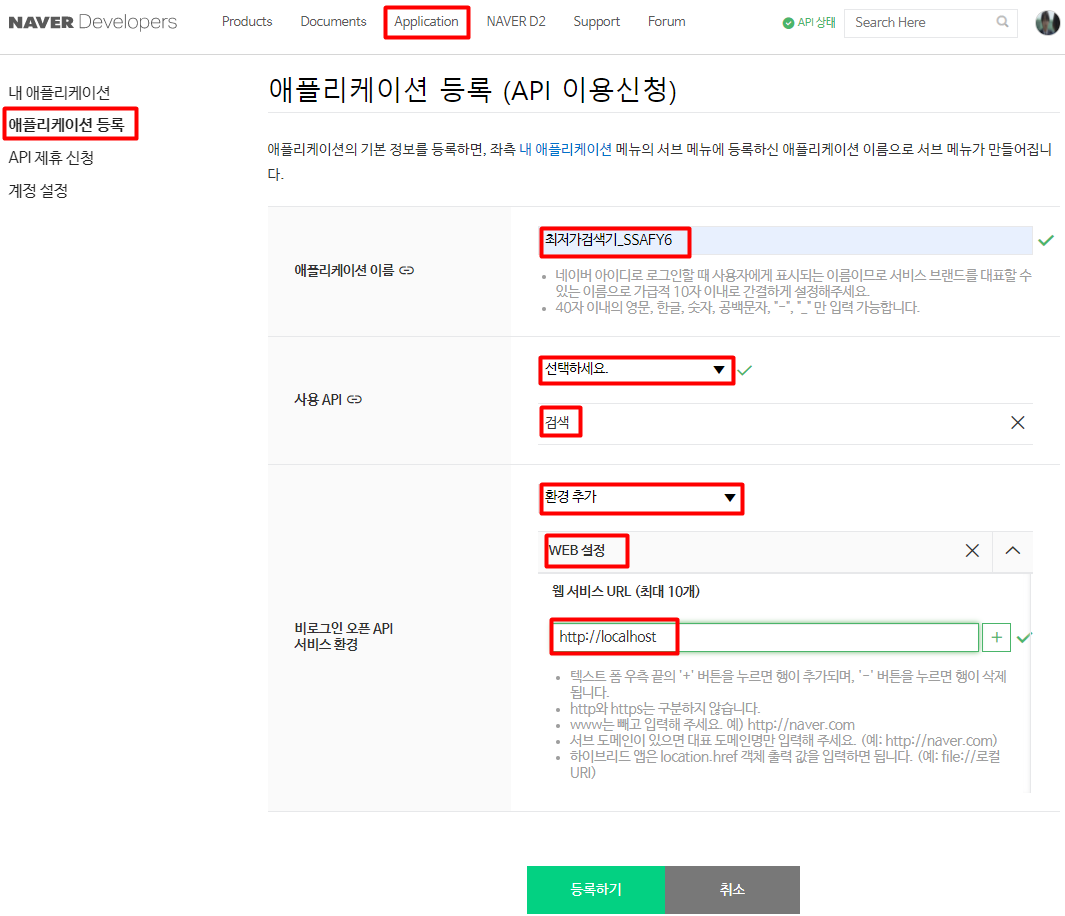 NAVER Developers
Products Documents Application NAVER D2 Support Forum
API 상태
Search Here
내 애플리케이션
애플리케이션 등록
API 제휴 신청
계정 설정
애플리케이션 등록 (API 이용신청)
애플리케이션의 기본 정보를 등록하면, 좌측 내 애플리케이션 메뉴의 서브 메뉴에 등록하신 애플리케이션 이름으로 서브 메뉴가 만들어집니
다.
애플리케이션 이름
최저가검색기_SSAFY6
네이버 아이디로 로그인할 때 사용자에게 표시되는 이름이므로 서비스 브랜드를 대표할 수
있는 이름으로 가급적 10자 이내로 간결하게 설정해주세요.
40자 이내의 영문, 한글, 숫자, 공백문자, "-", "_" 만 입력 가능합니다.
사용 API
선택하세요.
검색
비로그인 오픈 API
서비스 환경
환경 추가
WEB 설정
웹 서비스 URL (최대 10개)
http://localhost
텍스트 폼 우측 끝의 '+' 버튼을 누르면 행이 추가되며, '-' 버튼을 누르면 행이 삭제
됩니다.
http와 https는 구분하지 않습니다.
www는 빼고 입력해 주세요. 예) http://naver.com
서브 도메인이 있으면 대표 도메인명만 입력해 주세요. (예: http://naver.com)
하이브리드 앱은 location.href 객체 출력 값을 입력하면 됩니다. (예: file://로컬
URI)
등록하기
취소